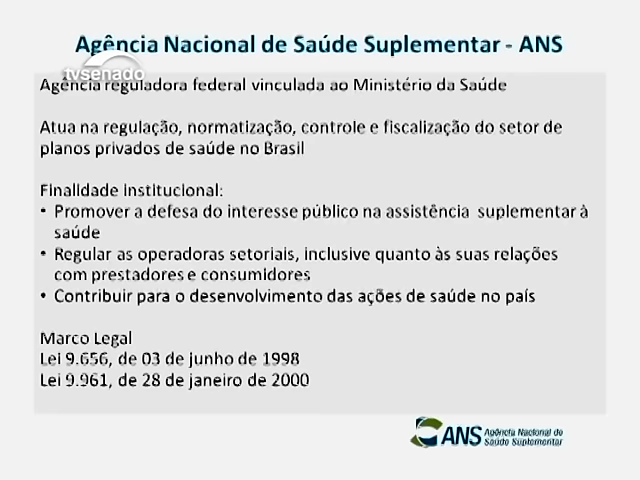 Agência Nacional de Saúde Suplementar - ANS
tvsenado
Agência reguladora federal vinculada ao Ministério da Saúde
Atua na regulação, normatização, controle e fiscalização do setor de
planos privados de saúde no Brasil
Finalidade institucional:
• Promover a defesa do interesse público na assistência suplementar à
saúde
• Regular as operadoras setoriais, inclusive quanto às suas relações
com prestadores e consumidores
• Contribuir para o desenvolvimento das ações de saúde no país
Marco Legal
Lei 9.656, de 03 de junho de 1998
Lei 9.961, de 28 de janeiro de 2000
ANS Agência Nacional de
Saúde Suplementar